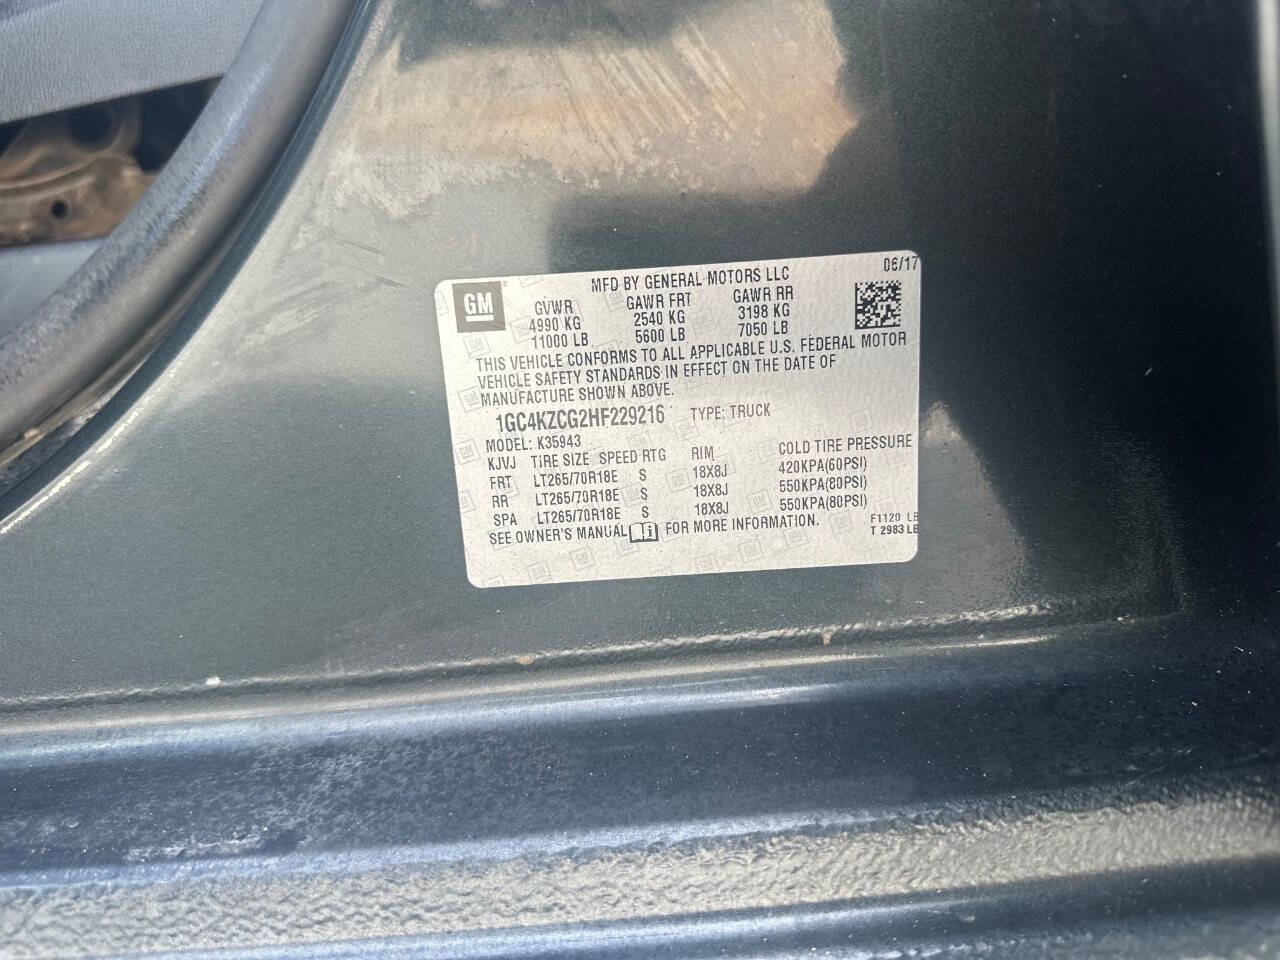 MFD BY GENERAL MOTORS LLC 06/17
GM
GVWR GAWR FRT GAWR RR
4990 KG 2540 KG 3198 KG
11000 LB 5600 LB 7050 LB
THIS VEHICLE CONFORMS TO ALL APPLICABLE U.S. FEDERAL MOTOR
VEHICLE SAFETY STANDARDS IN EFFECT ON THE DATE OF
MANUFACTURE SHOWN ABOVE.
1GC4KZCG2HF229216 TYPE: TRUCK
MODEL: K35943
KJVJ TIRE SIZE SPEED RTG RIM COLD TIRE PRESSURE
FRT LT265/70R18E S 18X8J 420KPA(60PSI)
RR LT265/70R18E S 18X8J 550KPA(80PSI)
SPA LT265/70R18E S 18X8J 550KPA(80PSI)
SEE OWNER'S MANUAL FOR MORE INFORMATION.
F1120 LB
T 2983 LB